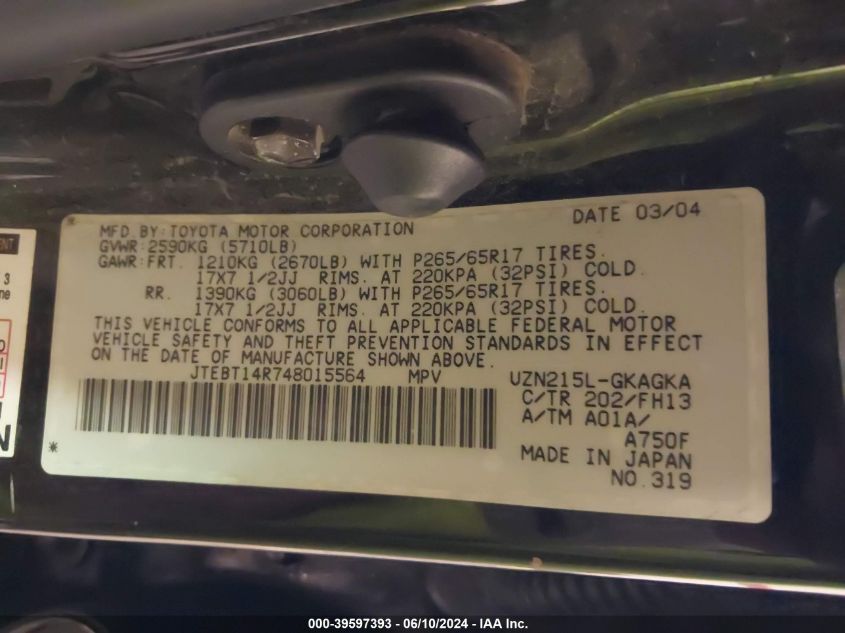 MFD.BY:TOYOTA MOTOR CORPORATION DATE 03/04
GVWR:2590KG (5710LB)
GAWR:FRT. 1210KG (2670LB) WITH P265/65R17 TIRES.
17X7 1/2JJ RIMS. AT 220KPA (32PSI) COLD.
RR. 1390KG (3060LB) WITH P265/65R17 TIRES.
17X7 1/2JJ RIMS. AT 220KPA (32PSI) COLD.
THIS VEHICLE CONFORMS TO ALL APPLICABLE FEDERAL MOTOR
VEHICLE SAFETY AND THEFT PREVENTION STANDARDS IN EFFECT
ON THE DATE OF MANUFACTURE SHOWN ABOVE.
JTEBT14R748015564 MPV UZN215L-GKAGKA
C/TR 202/FH13
A/TM A01A/
A750F
MADE IN JAPAN
NO.319
000-39597393 - 06/10/2024 - IAA Inc.